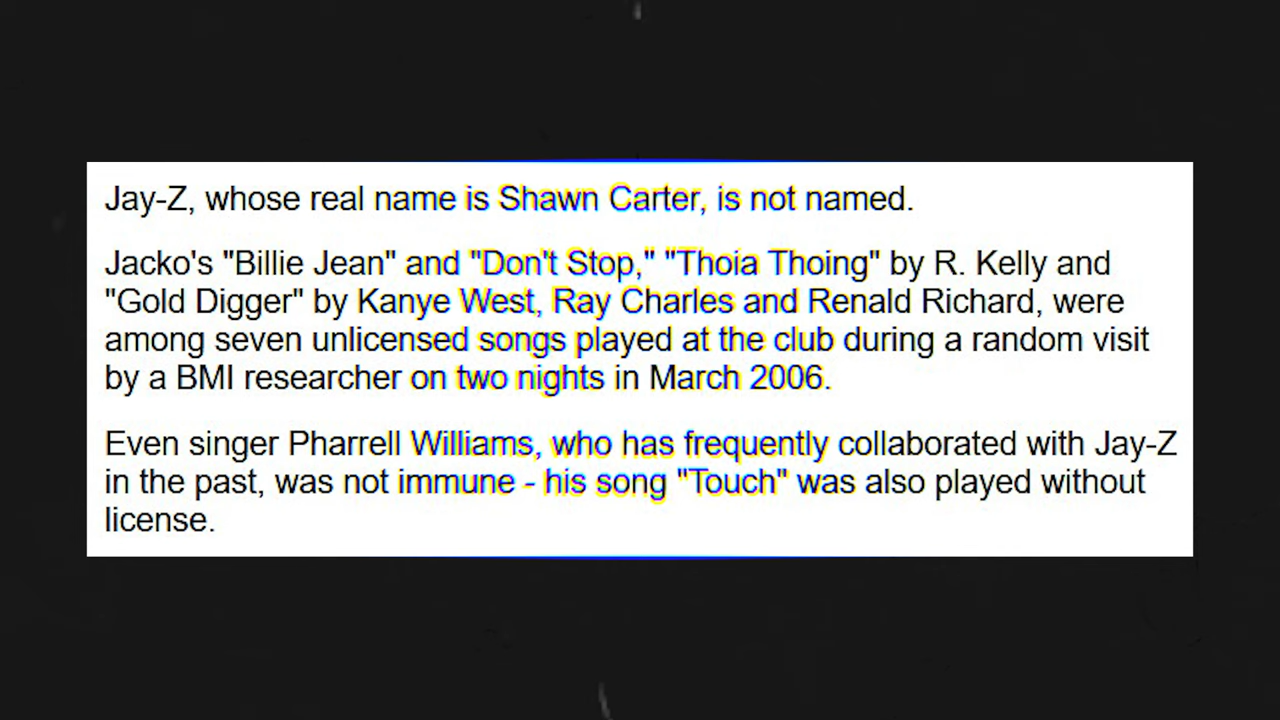 Jay-Z, whose real name is Shawn Carter, is not named.
Jacko's "Billie Jean" and "Don't Stop," "Thoia Thoing" by R. Kelly and
"Gold Digger" by Kanye West, Ray Charles and Renald Richard, were
among seven unlicensed songs played at the club during a random visit
by a BMI researcher on two nights in March 2006.
Even singer Pharrell Williams, who has frequently collaborated with Jay-Z
in the past, was not immune - his song "Touch" was also played without
license.